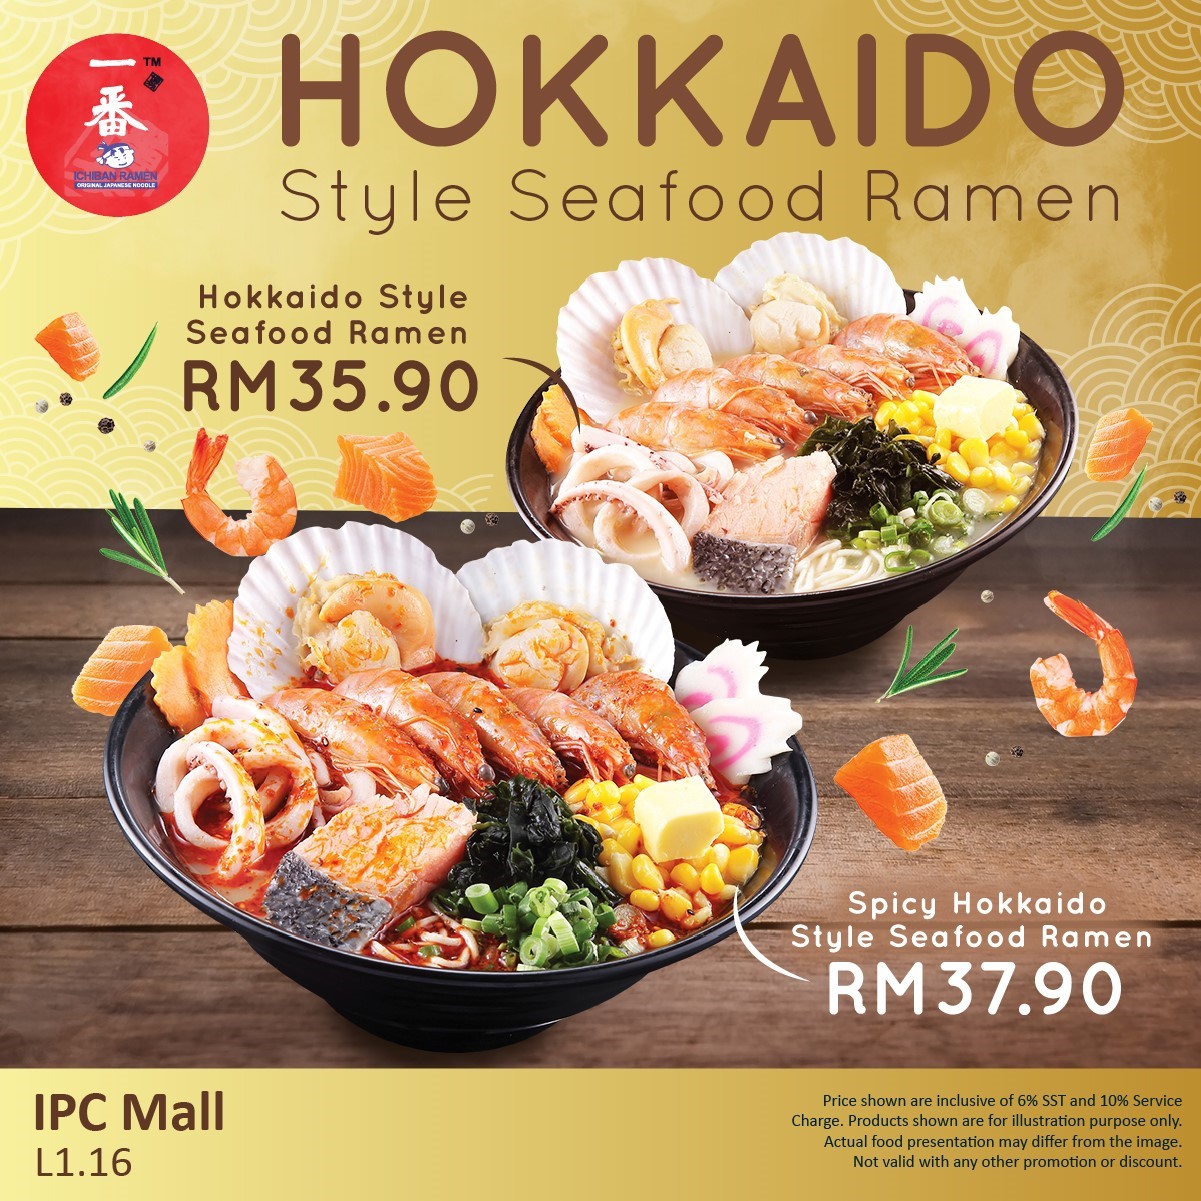 一番
TM
ICHIBAN RAMEN
ORIGINAL JAPANESE NOODLE
HOKKAIDO
Style Seafood Ramen
Hokkaido Style
Seafood Ramen
RM35.90
Spicy Hokkaido
Style Seafood Ramen
RM37.90
IPC Mall
L1.16
Price shown are inclusive of 6% SST and 10% Service
Charge. Products shown are for illustration purpose only.
Actual food presentation may differ from the image.
Not valid with any other promotion or discount.